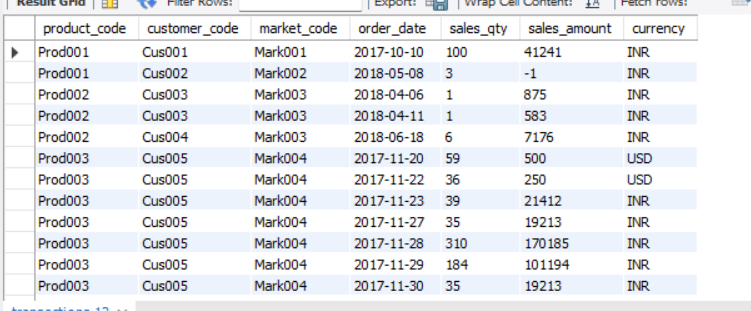 Result Grid Filter Rows: Export: Wrap Cell Content: Fetch rows:
product_code customer_code market_code order_date sales_qty sales_amount currency
Prod001 Cus001 Mark001 2017-10-10 100 41241 INR
Prod001 Cus002 Mark002 2018-05-08 3 -1 INR
Prod002 Cus003 Mark003 2018-04-06 1 875 INR
Prod002 Cus003 Mark003 2018-04-11 1 583 INR
Prod002 Cus004 Mark003 2018-06-18 6 7176 INR
Prod003 Cus005 Mark004 2017-11-20 59 500 USD
Prod003 Cus005 Mark004 2017-11-22 36 250 USD
Prod003 Cus005 Mark004 2017-11-23 39 21412 INR
Prod003 Cus005 Mark004 2017-11-27 35 19213 INR
Prod003 Cus005 Mark004 2017-11-28 310 170185 INR
Prod003 Cus005 Mark004 2017-11-29 184 101194 INR
Prod003 Cus005 Mark004 2017-11-30 35 19213 INR